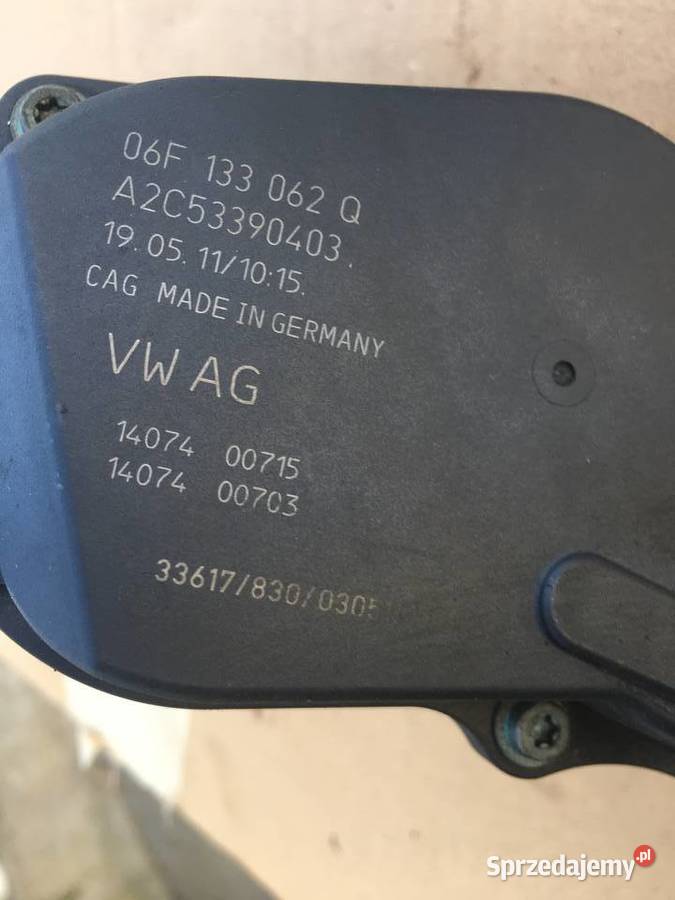 06F 133 062 Q
A2C53390403.
19.05.11/10:15.
CAG MADE IN GERMANY
VW AG
14074 00715
14074 00703
33617/830/0305
Sprzedajemy.pl